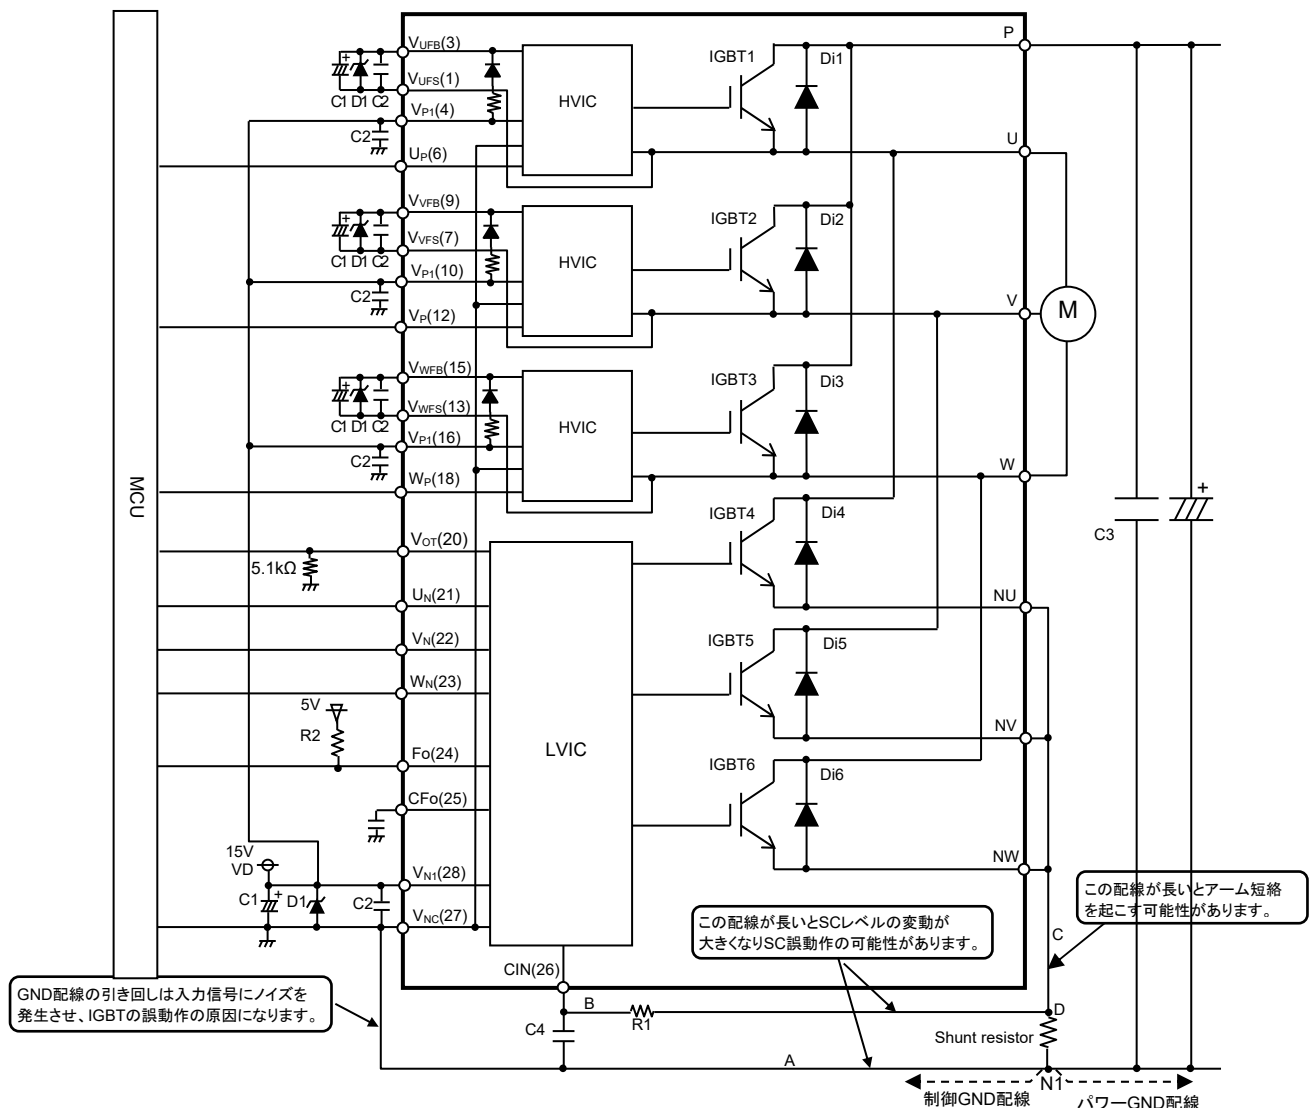 P
VUFB(3)
IGBT1
Di1
VUFS(1)
C1 D1 C2
HVIC
VP1(4)
C2
U
UP(6)
VVFB(9)
IGBT2
Di2
VVFS(7)
C1 D1 C2
HVIC
VP1(10)
C2
V
M
VP(12)
VWFB(15)
IGBT3
Di3
VWFS(13)
C1 D1 C2
HVIC
VP1(16)
C2
W
WP(18)
MCU
IGBT4
Di4
+
C3
VOT(20)
5.1kΩ
UN(21)
NU
VN(22)
IGBT5
Di5
WN(23)
5V
R2
LVIC
NV
Fo(24)
IGBT6
Di6
CFo(25)
15V
VD
NW
VN1(28)
C1
+
D1
C2
VNC(27)
この配線が長いとアーム短絡
を起こす可能性があります。
この配線が長いとSCレベルの変動が
大きくなりSC誤動作の可能性があります。
C
CIN(26)
GND配線の引き回しは入力信号にノイズを
発生させ、IGBTの誤動作の原因になります。
B
R1
D
C4
Shunt resistor
A
N1
制御GND配線
パワーGND配線